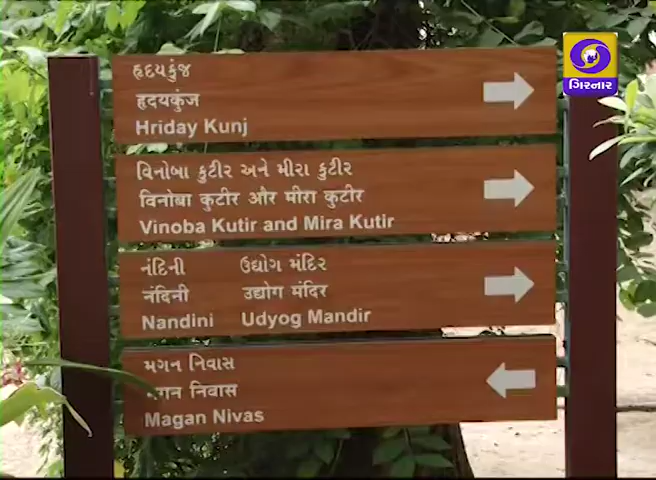 ગિરનાર
હૃદયકુંજ
हृदयकुंज
Hriday Kunj
વિનોબા કુટીર અને મીરા કુટીર
विनोबा कुटीर और मीरा कुटीर
Vinoba Kutir and Mira Kutir
નંદિની ઉદ્યોગ મંદિર
नंदिनी उद्योग मंदिर
Nandini Udyog Mandir
મગન નિવાસ
मगन निवास
Magan Nivas